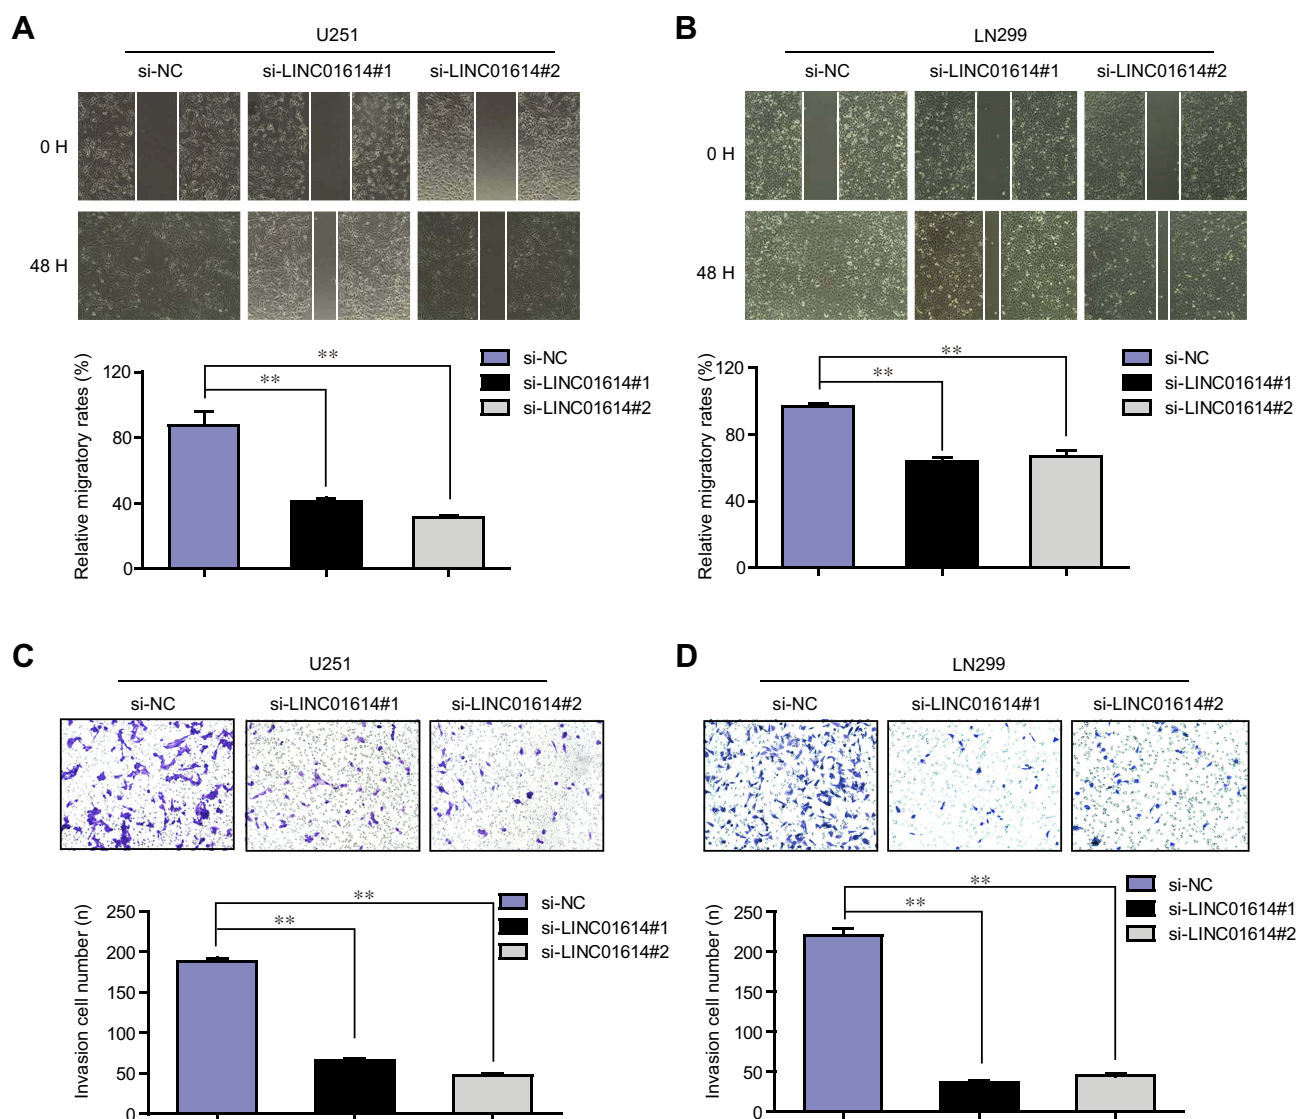 A
U251
si-NC si-LINC01614#1 si-LINC01614#2
0 H
48 H
Relative migratory rates (%)
120
80
40
0
**
**
si-NC
si-LINC01614#1
si-LINC01614#2
B
LN299
si-NC si-LINC01614#1 si-LINC01614#2
0 H
48 H
Relative migratory rates (%)
120
80
40
0
**
**
si-NC
si-LINC01614#1
si-LINC01614#2
C
U251
si-NC si-LINC01614#1 si-LINC01614#2
Invasion cell number (n)
250
200
150
100
50
0
**
**
si-NC
si-LINC01614#1
si-LINC01614#2
D
LN299
si-NC si-LINC01614#1 si-LINC01614#2
Invasion cell number (n)
250
200
150
100
50
0
**
**
si-NC
si-LINC01614#1
si-LINC01614#2